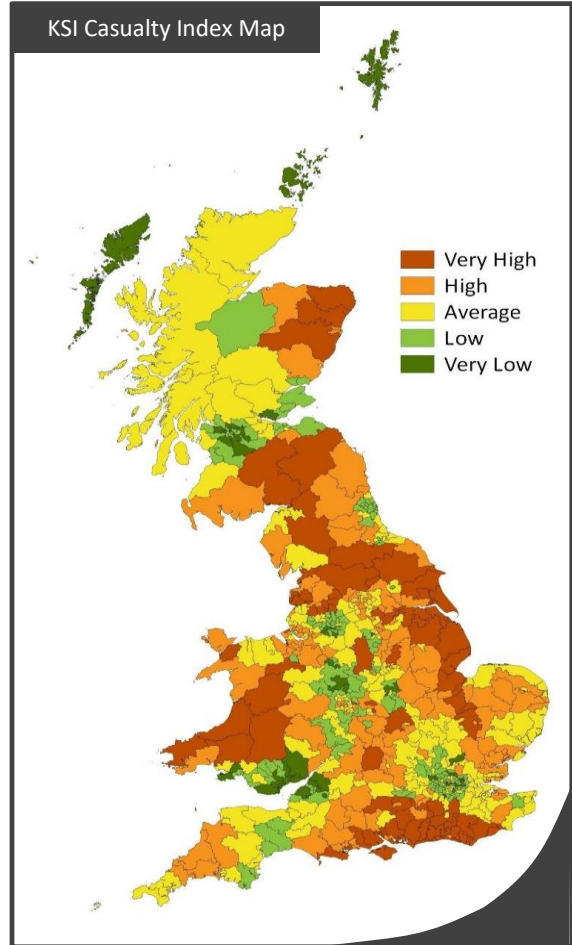 KSI Casualty Index Map
Very High
High
Average
Low
Very Low